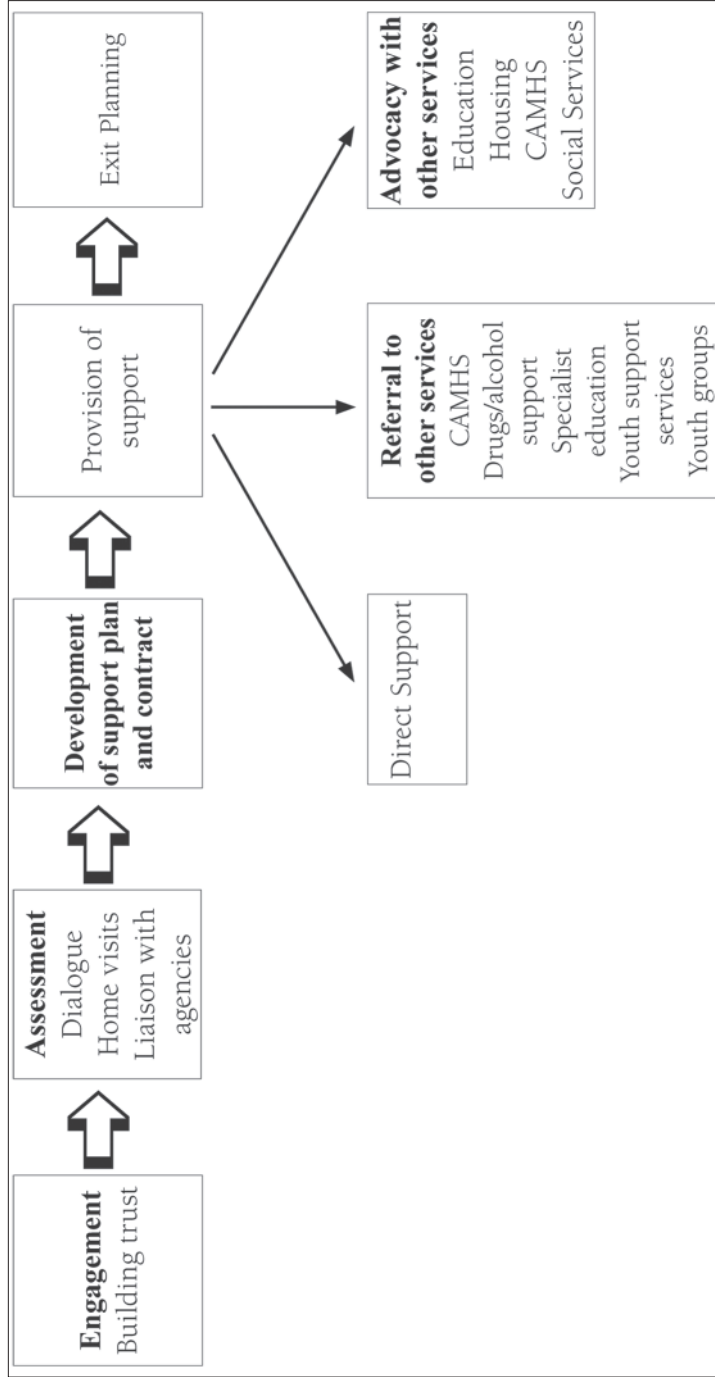 Engagement
Building trust
Assessment
Dialogue
Home visits
Liaison with
agencies
Development
of support plan
and contract
Provision of
support
Exit Planning
Direct Support
Referral to
other services
CAMHS
Drugs/alcohol
support
Specialist
education
Youth support
services
Youth groups
Advocacy with
other services
Education
Housing
CAMHS
Social Services